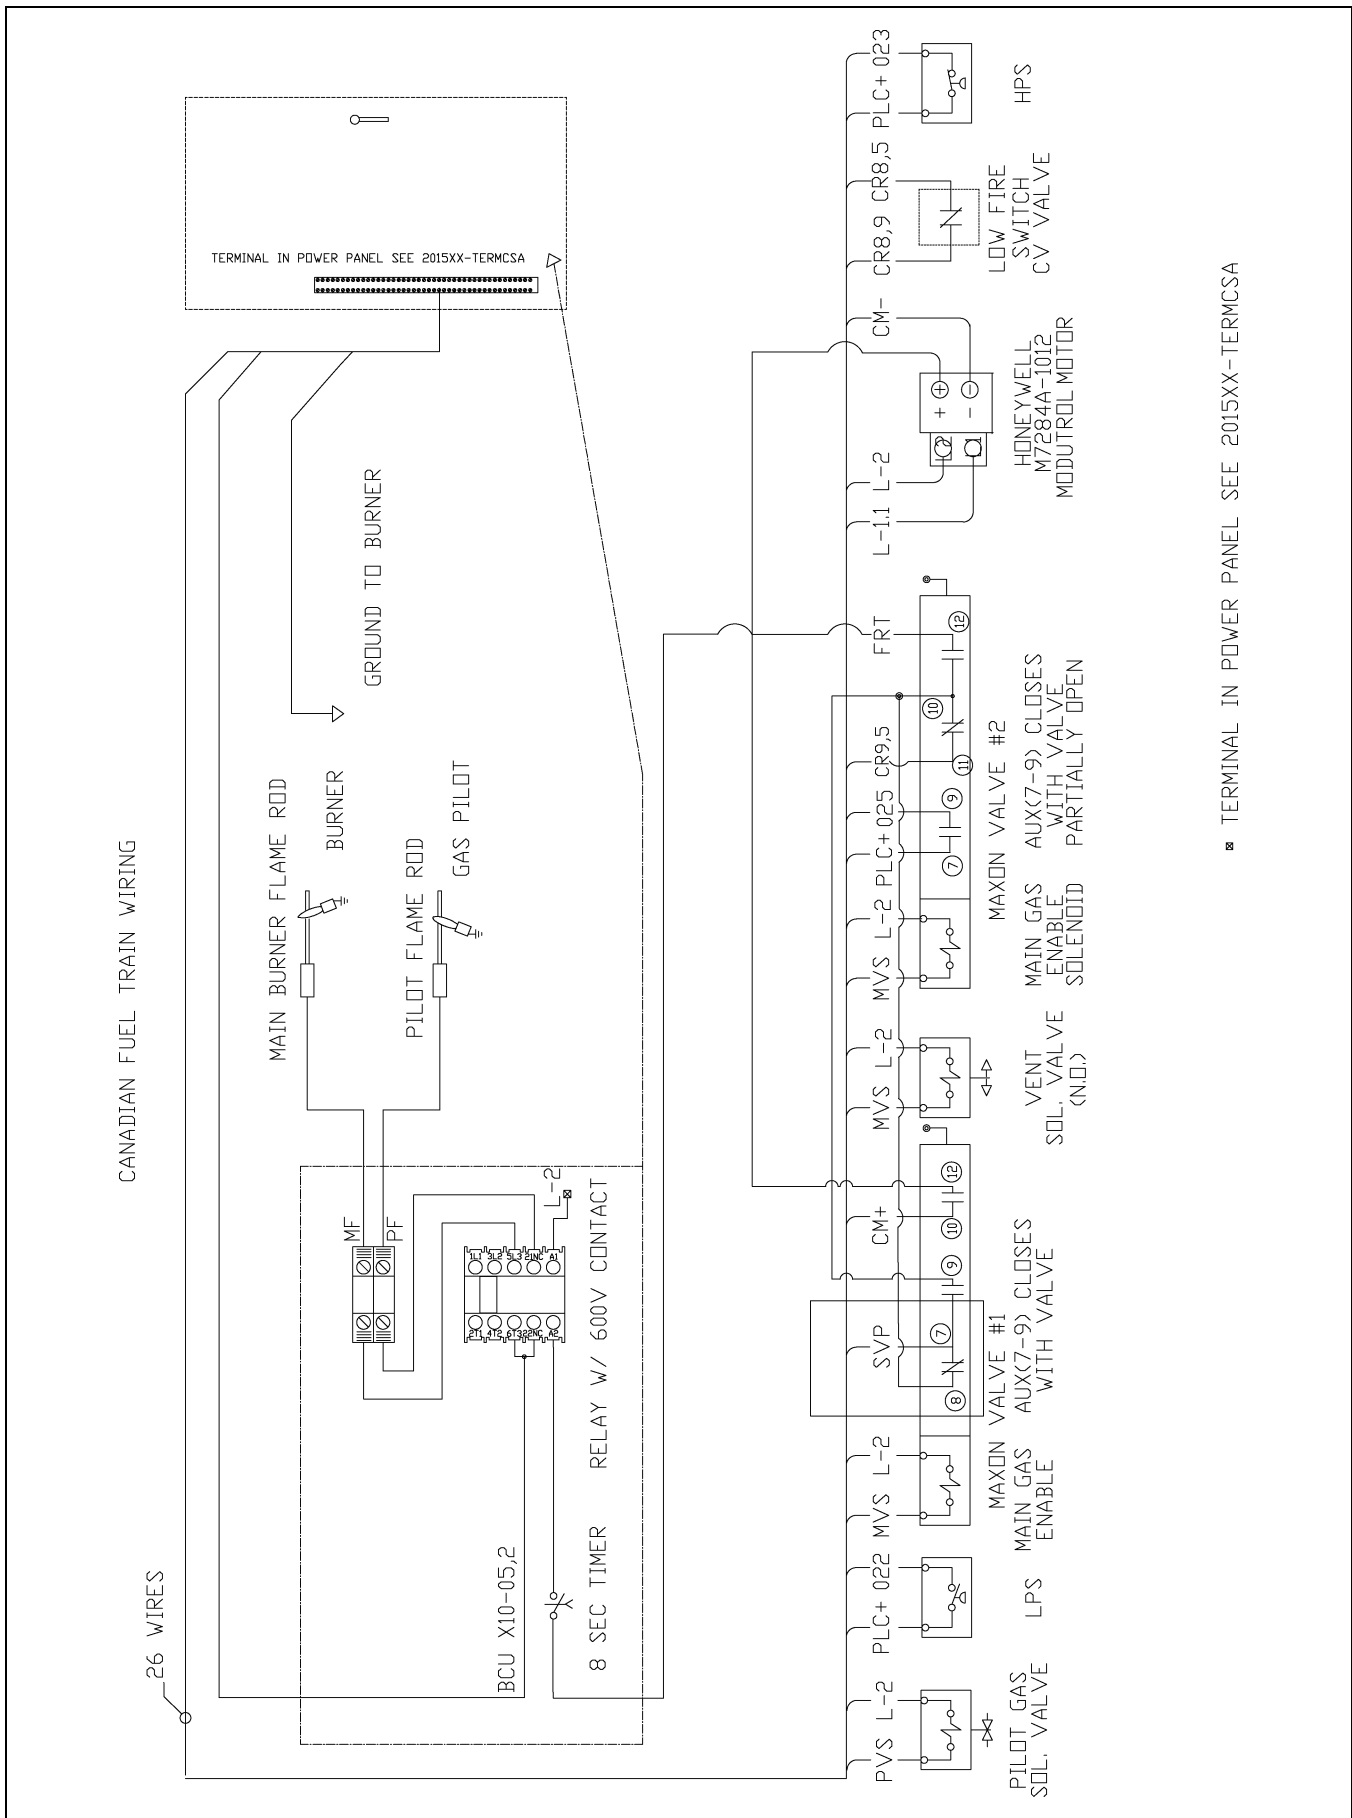 CANADIAN FUEL TRAIN WIRING
26 WIRES
TERMINAL IN POWER PANEL SEE 2015XX-TERMCSA
GROUND TO BURNER
MAIN BURNER FLAME ROD
BURNER
PILOT FLAME ROD
GAS PILOT
MF
PF
1L1 3L2 5L3 21NC A1
2T1 4T2 6T3 22NC A2
L-2
RELAY W/ 600V CONTACT
BCU X10-05,2
8 SEC TIMER
PVS L-2
PILOT GAS
SOL. VALVE
PLC+ 022
LPS
MVS L-2
SVP
CM+
8
7
9
10
12
MAXON VALVE #1
MAIN GAS
ENABLE
AUX(7-9) CLOSES
WITH VALVE
MVS L-2
VENT
SOL. VALVE
(N.O.)
MVS L-2
PLC+ 025
CR9,5
FRT
7
9
11
10
12
MAXON VALVE #2
MAIN GAS
ENABLE
SOLENOID
AUX(7-9) CLOSES
WITH VALVE
PARTIALLY OPEN
L-1.1 L-2
CM-
L2
L1
+ +
- -
HONEYWELL
M7284A-1012
MODUTROL MOTOR
CR8,9 CR8,5
LOW FIRE
SWITCH
CV VALVE
PLC+ 023
HPS
TERMINAL IN POWER PANEL SEE 2015XX-TERMCSA